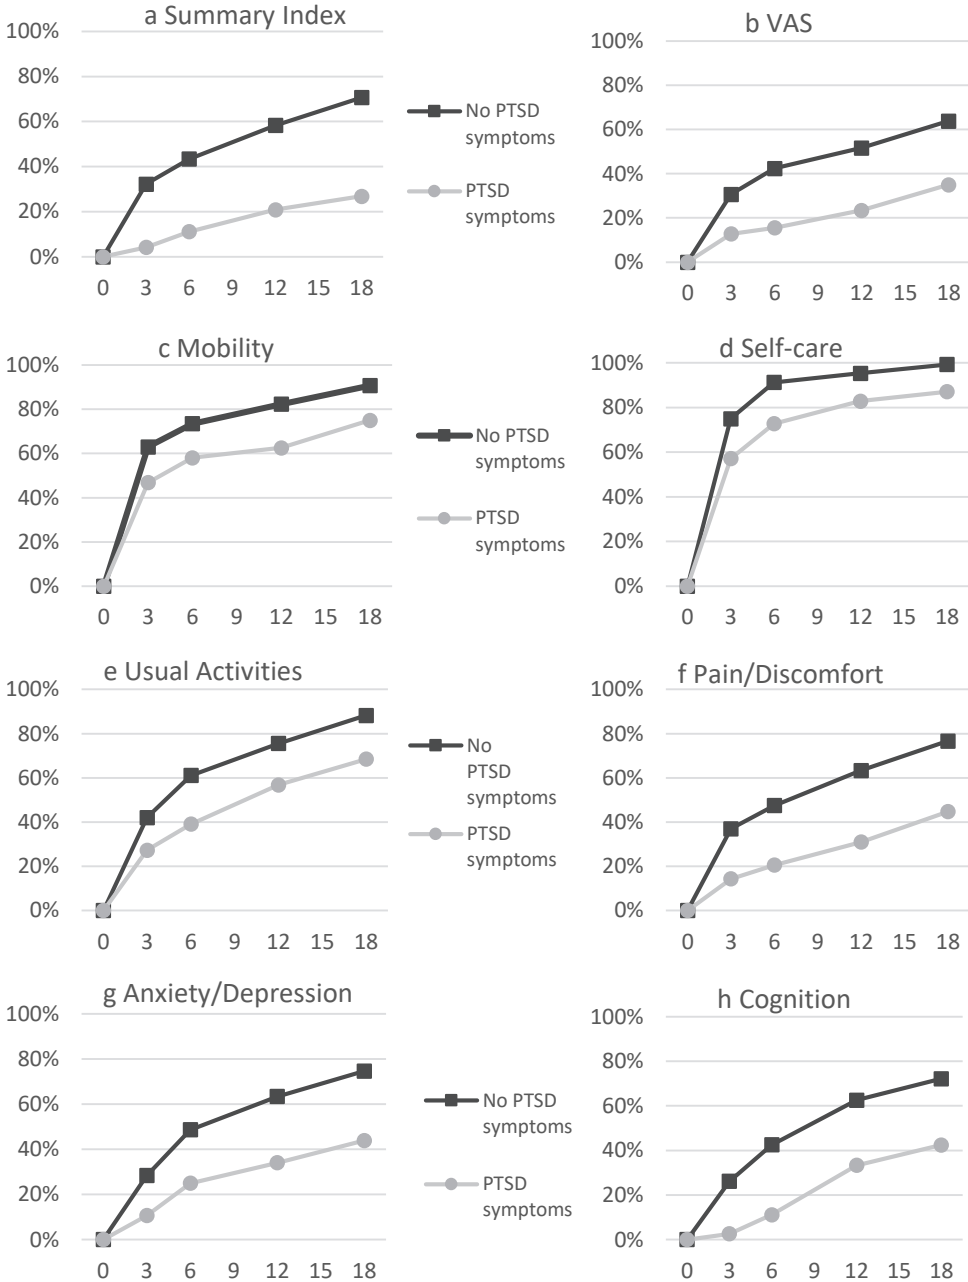 a Summary Index
100%
80%
60%
40%
20%
0%
0 3 6 9 12 15 18
No PTSD
symptoms
PTSD
symptoms
b VAS
100%
80%
60%
40%
20%
0%
0 3 6 9 12 15 18
c Mobility
100%
80%
60%
40%
20%
0%
0 3 6 9 12 15 18
No PTSD
symptoms
PTSD
symptoms
d Self-care
100%
80%
60%
40%
20%
0%
0 3 6 9 12 15 18
e Usual Activities
100%
80%
60%
40%
20%
0%
0 3 6 9 12 15 18
No
PTSD
symptoms
PTSD
symptoms
f Pain/Discomfort
100%
80%
60%
40%
20%
0%
0 3 6 9 12 15 18
g Anxiety/Depression
100%
80%
60%
40%
20%
0%
0 3 6 9 12 15 18
No PTSD
symptoms
PTSD
symptoms
h Cognition
100%
80%
60%
40%
20%
0%
0 3 6 9 12 15 18